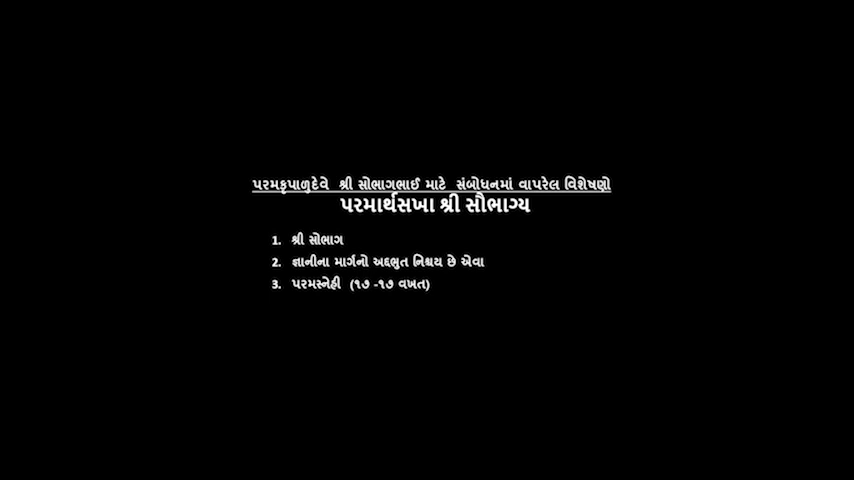 પરમકૃપાળુદેવે શ્રી સોભાગભાઈ માટે સંબોધનમાં વાપરેલ વિશેષણો
પરમાર્થસખા શ્રી સૌભાગ્ય
1. શ્રી સોભાગ
2. જ્ઞાનીના માર્ગનો અદ્દભુત નિશ્ચય છે એવા
3. પરમસ્નેહી (૧૭ -૧૭ વખત)